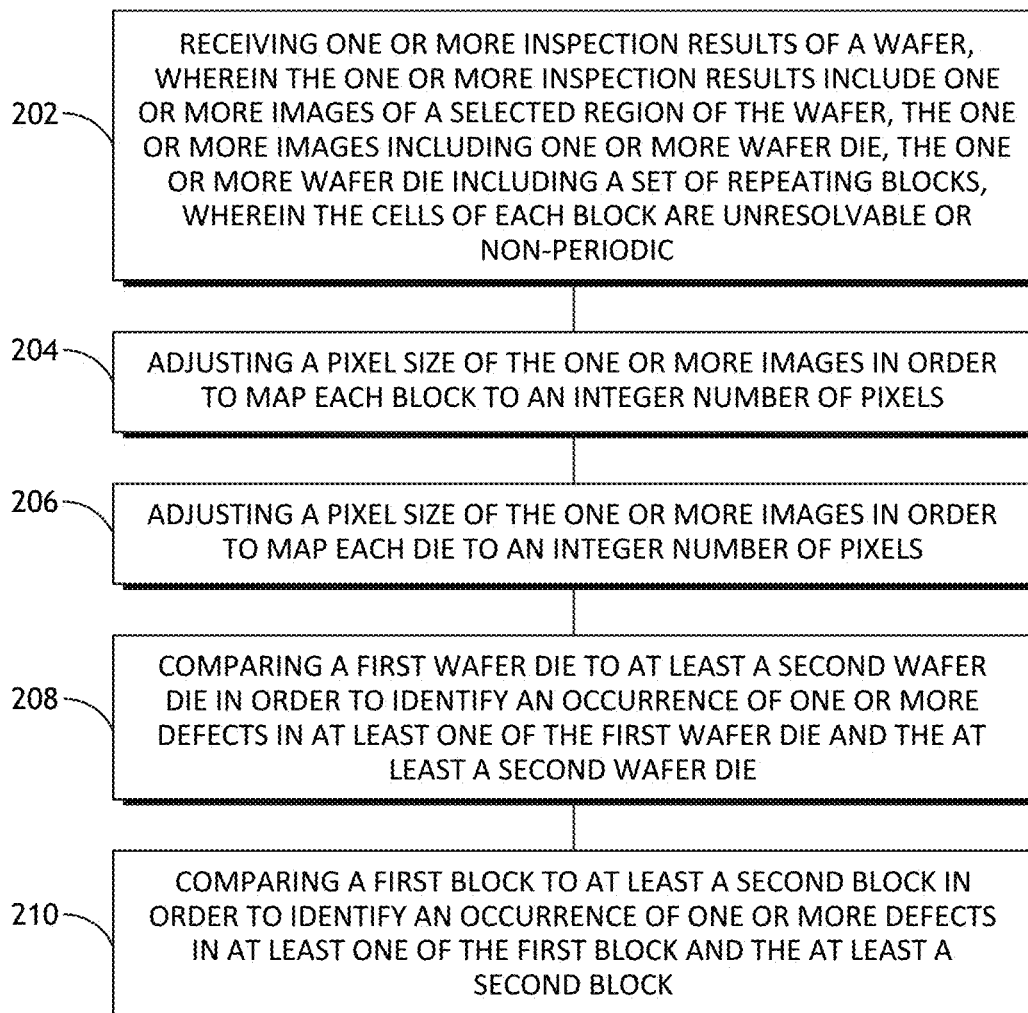 RECEIVING ONE OR MORE INSPECTION RESULTS OF A WAFER,
WHEREIN THE ONE OR MORE INSPECTION RESULTS INCLUDE ONE
202
OR MORE IMAGES OF A SELECTED REGION OF THE WAFER, THE ONE
OR MORE IMAGES INCLUDING ONE OR MORE WAFER DIE, THE ONE
OR MORE WAFER DIE INCLUDING A SET OF REPEATING BLOCKS,
WHEREIN THE CELLS OF EACH BLOCK ARE UNRESOLVABLE OR
NON-PERIODIC
204
ADJUSTING A PIXEL SIZE OF THE ONE OR MORE IMAGES IN ORDER
TO MAP EACH BLOCK TO AN INTEGER NUMBER OF PIXELS
206
ADJUSTING A PIXEL SIZE OF THE ONE OR MORE IMAGES IN ORDER
TO MAP EACH DIE TO AN INTEGER NUMBER OF PIXELS
COMPARING A FIRST WAFER DIE TO AT LEAST A SECOND WAFER
208
DIE IN ORDER TO IDENTIFY AN OCCURRENCE OF ONE OR MORE
DEFECTS IN AT LEAST ONE OF THE FIRST WAFER DIE AND THE AT
LEAST A SECOND WAFER DIE
COMPARING A FIRST BLOCK TO AT LEAST A SECOND BLOCK IN
210
ORDER TO IDENTIFY AN OCCURRENCE OF ONE OR MORE DEFECTS
IN AT LEAST ONE OF THE FIRST BLOCK AND THE AT LEAST A
SECOND BLOCK